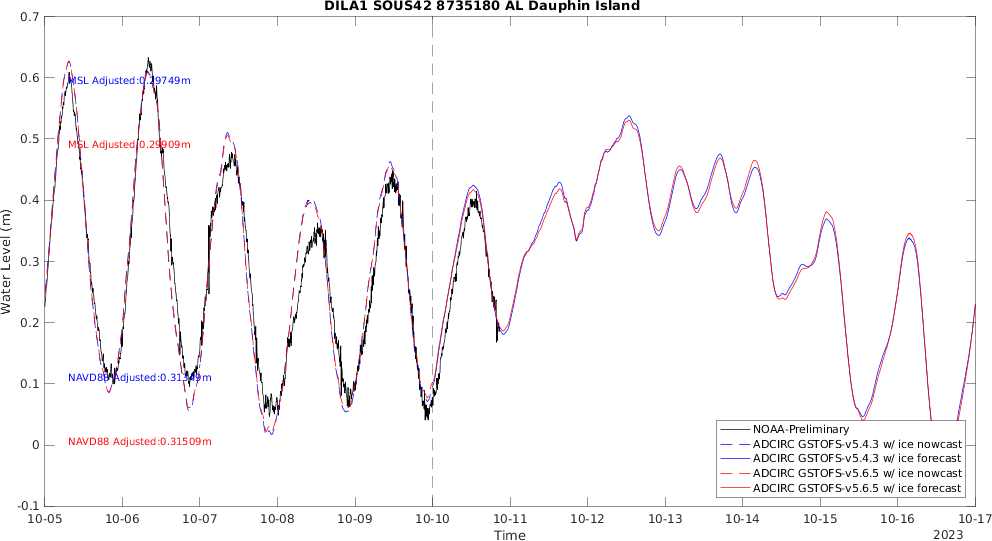 DILA1 SOUS42 8735180 AL Dauphin Island
0.7
0.6
0.5
0.4
0.3
0.2
0.1
0
-0.1
Water Level (m)
MSL Adjusted:0.29749m
MSL Adjusted:0.29909m
NAVD88 Adjusted:
NAVD88 Adjusted:0.31509m
NOAA-Preliminary
ADCIRC GSTOFS-v5.4.3 w/ ice nowcast
ADCIRC GSTOFS-v5.4.3 w/ ice forecast
ADCIRC GSTOFS-v5.6.5 w/ ice nowcast
ADCIRC GSTOFS-v5.6.5 w/ ice forecast
10-05 10-06 10-07 10-08 10-09 10-10 10-11 10-12 10-13 10-14 10-15 10-16 10-17
Time
2023